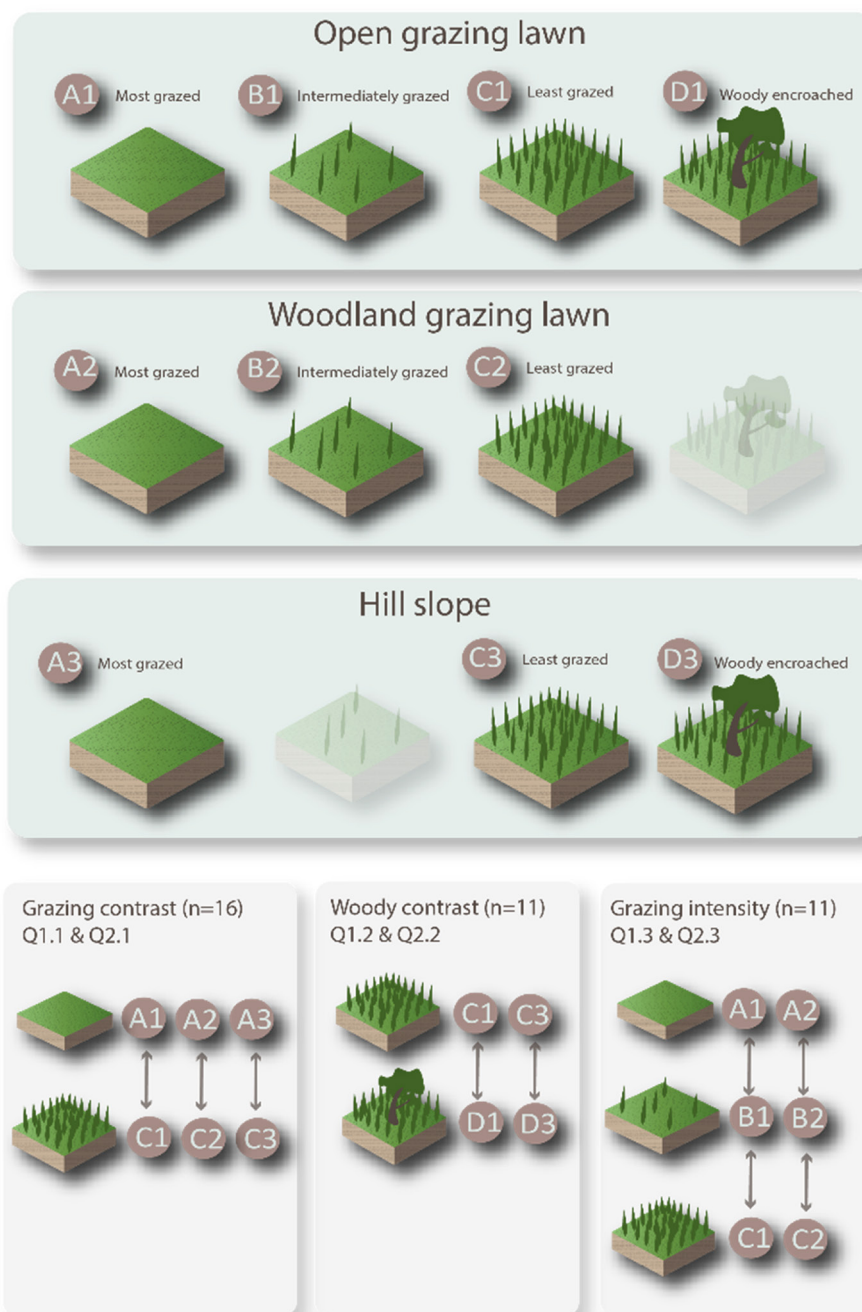 Open grazing lawn
A1 Most grazed
B1 Intermediately grazed
C1 Least grazed
D1 Woody encroached
Woodland grazing lawn
A2 Most grazed
B2 Intermediately grazed
C2 Least grazed
Hill slope
A3 Most grazed
C3 Least grazed
D3 Woody encroached
Grazing contrast (n=16)
Q1.1 & Q2.1
A1 A2 A3
C1 C2 C3
Woody contrast (n=11)
Q1.2 & Q2.2
C1 C3
D1 D3
Grazing intensity (n=11)
Q1.3 & Q2.3
A1 A2
B1 B2
C1 C2